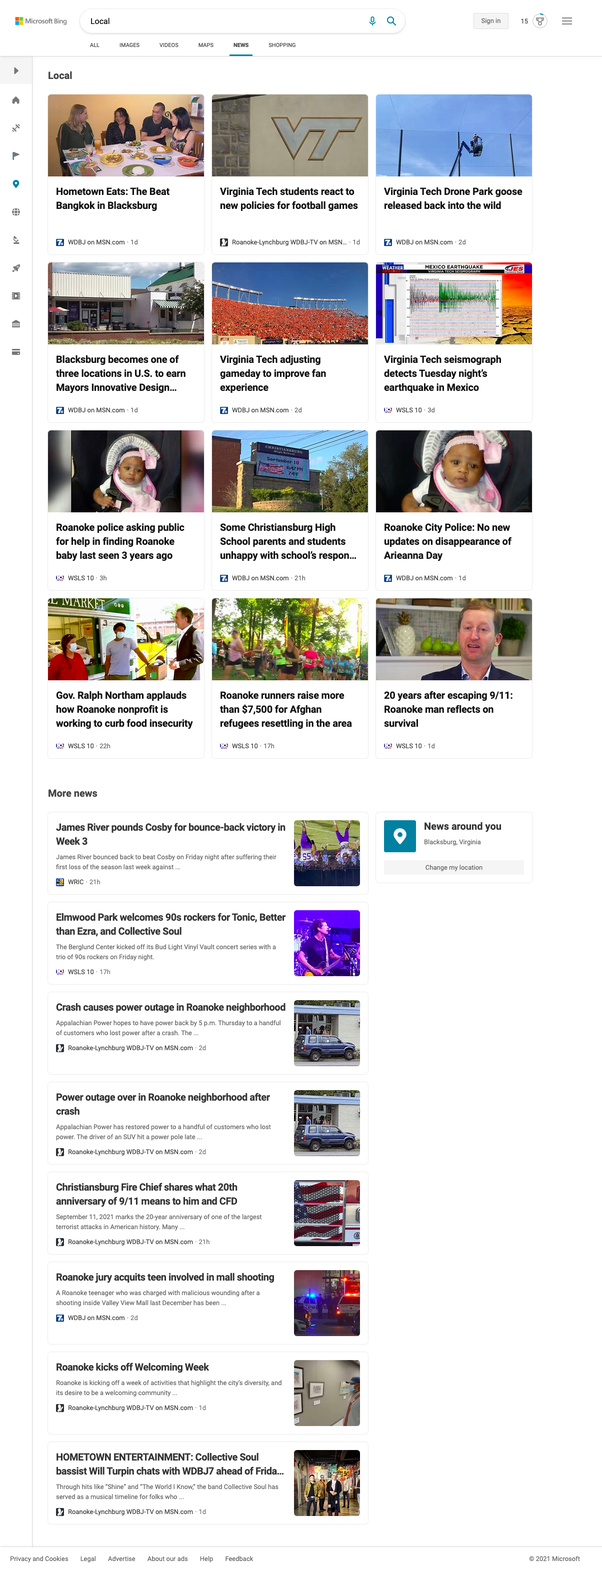 Microsoft Bing
Local
Sign in
15
ALL
IMAGES
VIDEOS
MAPS
NEWS
SHOPPING
Local
Hometown Eats: The Beat
Bangkok in Blacksburg
WDBJ on MSN.com · 1d
VT
Virginia Tech students react to
new policies for football games
Roanoke-Lynchburg WDBJ-TV on MSN... · 1d
Virginia Tech Drone Park goose
released back into the wild
WDBJ on MSN.com · 2d
Blacksburg becomes one of
three locations in U.S. to earn
Mayors Innovative Design...
WDBJ on MSN.com · 1d
Virginia Tech adjusting
gameday to improve fan
experience
WDBJ on MSN.com · 2d
WEATHER
MEXICO EARTHQUAKE
VIRGINIA TECH SEISMOGRAPH
Virginia Tech seismograph
detects Tuesday night's
earthquake in Mexico
WSLS 10 · 3d
Roanoke police asking public
for help in finding Roanoke
baby last seen 3 years ago
WSLS 10 · 3h
CHRISTIANSBURG
September 10
Some Christiansburg High
School parents and students
unhappy with school's respon...
WDBJ on MSN.com · 21h
Roanoke City Police: No new
updates on disappearance of
Arieanna Day
WDBJ on MSN.com · 1d
MARKET
Gov. Ralph Northam applauds
how Roanoke nonprofit is
working to curb food insecurity
WSLS 10 · 22h
Roanoke runners raise more
than $7,500 for Afghan
refugees resettling in the area
WSLS 10 · 17h
20 years after escaping 9/11:
Roanoke man reflects on
survival
WSLS 10 · 1d
More news
James River pounds Cosby for bounce-back victory in
Week 3
James River bounced back to beat Cosby on Friday night after suffering their
first loss of the season last week against ...
WRIC · 21h
55
News around you
Blacksburg, Virginia
Change my location
Elmwood Park welcomes 90s rockers for Tonic, Better
than Ezra, and Collective Soul
The Berglund Center kicked off its Bud Light Vinyl Vault concert series with a
trio of 90s rockers on Friday night.
WSLS 10 · 17h
Crash causes power outage in Roanoke neighborhood
Appalachian Power hopes to have power back by 5 p.m. Thursday to a handful
of customers who lost power after a crash. The ...
Roanoke-Lynchburg WDBJ-TV on MSN.com · 2d
Power outage over in Roanoke neighborhood after
crash
Appalachian Power has restored power to a handful of customers who lost
power. The driver of an SUV hit a power pole late ...
Roanoke-Lynchburg WDBJ-TV on MSN.com · 2d
Christiansburg Fire Chief shares what 20th
anniversary of 9/11 means to him and CFD
September 11, 2021 marks the 20-year anniversary of one of the largest
terrorist attacks in American history. Many ...
Roanoke-Lynchburg WDBJ-TV on MSN.com · 21h
Roanoke jury acquits teen involved in mall shooting
A Roanoke teenager who was charged with malicious wounding after a
shooting inside Valley View Mall last December has been ...
WDBJ on MSN.com · 2d
Roanoke kicks off Welcoming Week
Roanoke is kicking off a week of activities that highlight the city's diversity, and
its desire to be a welcoming community ...
Roanoke-Lynchburg WDBJ-TV on MSN.com · 1d
HOMETOWN ENTERTAINMENT: Collective Soul
bassist Will Turpin chats with WDBJ7 ahead of Frida...
Through hits like "Shine" and "The World I Know," the band Collective Soul has
served as a musical timeline for folks who ...
Roanoke-Lynchburg WDBJ-TV on MSN.com · 1d
Privacy and Cookies
Legal
Advertise
About our ads
Help
Feedback
© 2021 Microsoft